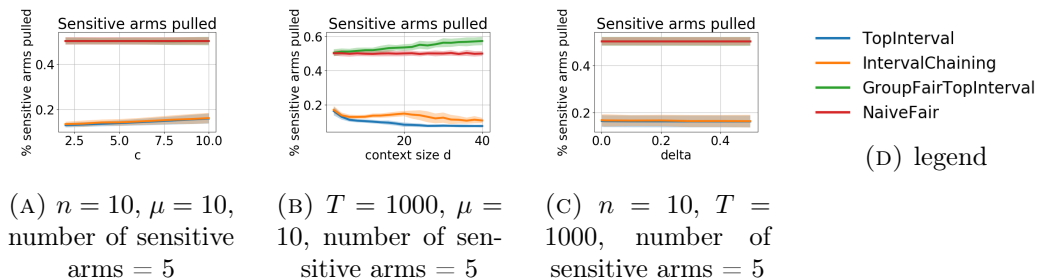 Sensitive arms pulled
% sensitive arms pulled
0.4
0.2
2.5 5.0 7.5 10.0
c
(A) n = 10, μ = 10,
number of sensitive
arms = 5
Sensitive arms pulled
% sensitive arms pulled
0.6
0.4
0.2
20 40
context size d
(B) T = 1000, μ =
10, number of sen-
sitive arms = 5
Sensitive arms pulled
% sensitive arms pulled
0.4
0.2
0.0 0.2 0.4
delta
(C) n = 10, T =
1000, number of
sensitive arms = 5
TopInterval
IntervalChaining
GroupFairTopInterval
NaiveFair
(D) legend